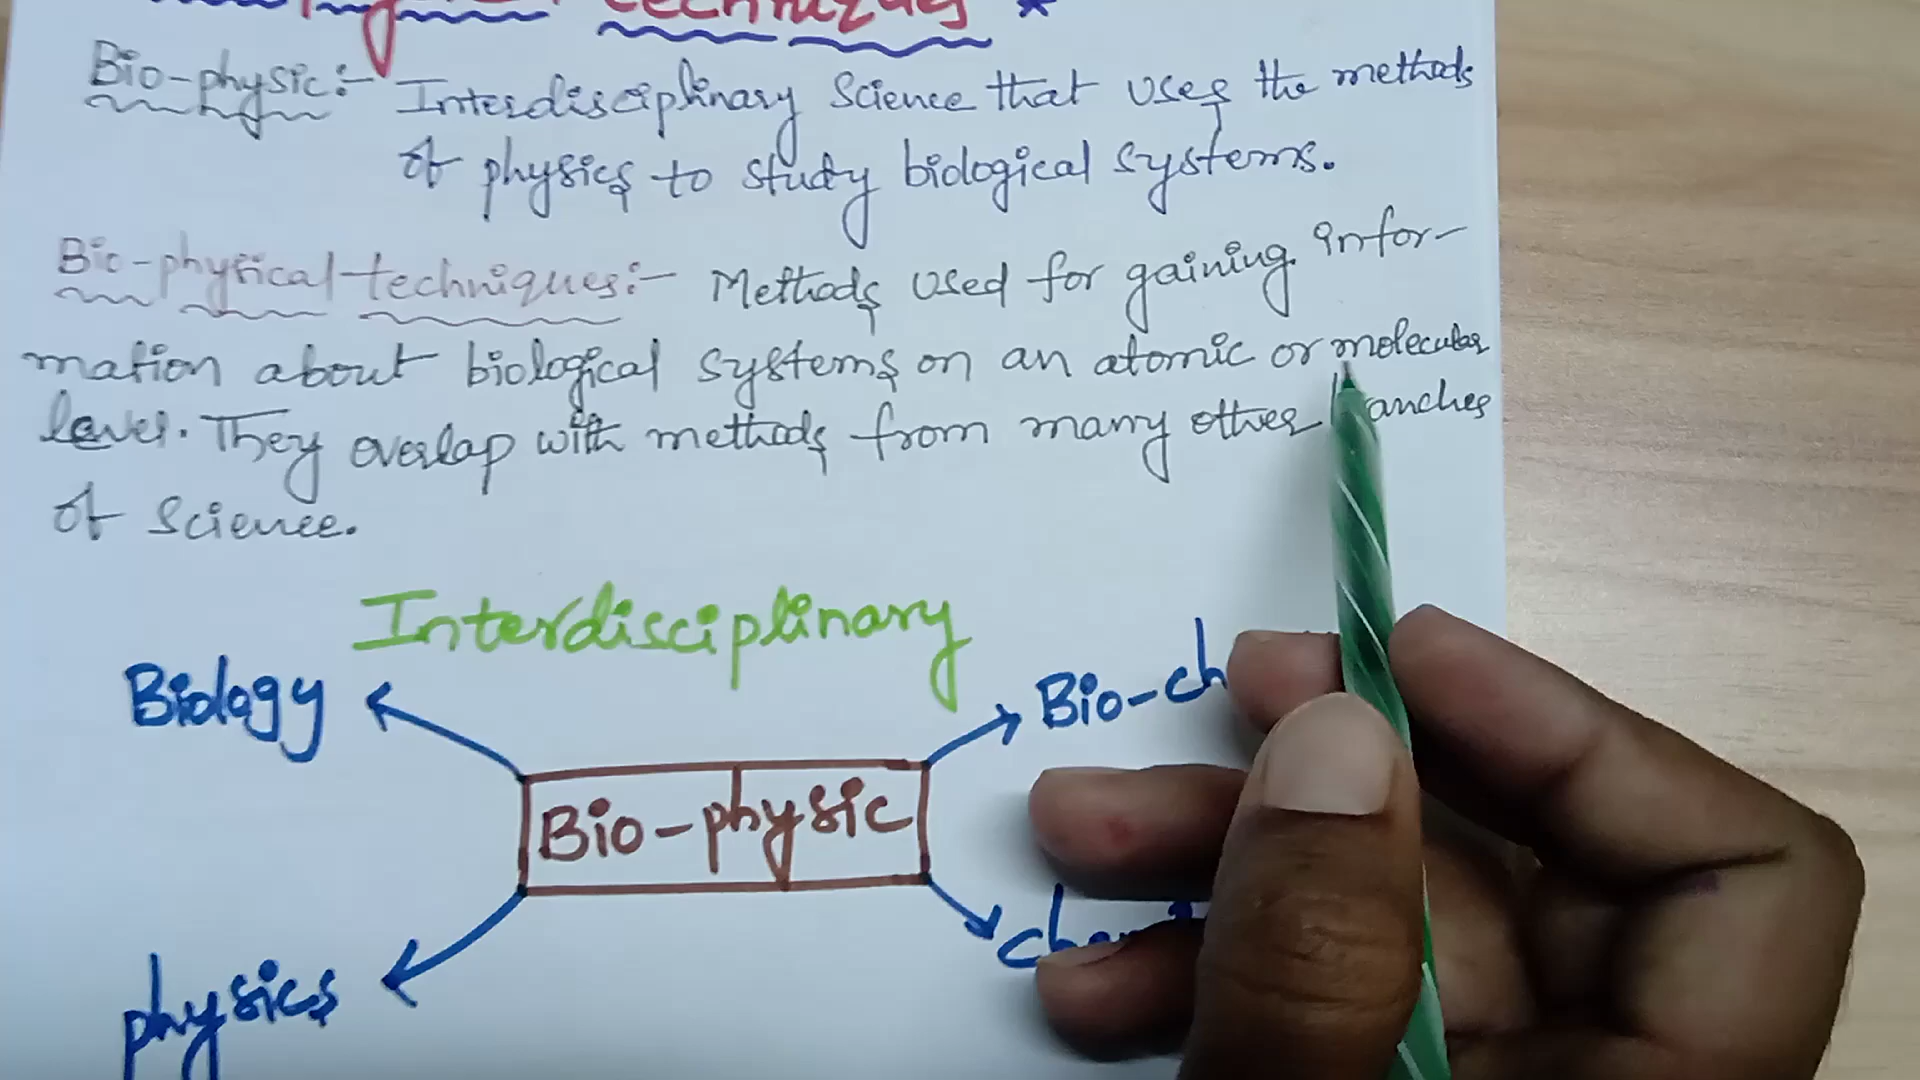 techniques *
Bio-physic:- Interdisciplinary Science that uses the methods
of physics to study biological systems.
Bio-physical techniques:- Methods used for gaining infor-
mation about biological systems on an atomic or molecular
level. They overlap with methods from many other branches
of Science.
Interdisciplinary
Biology
Bio-ch
Bio-physic
physics